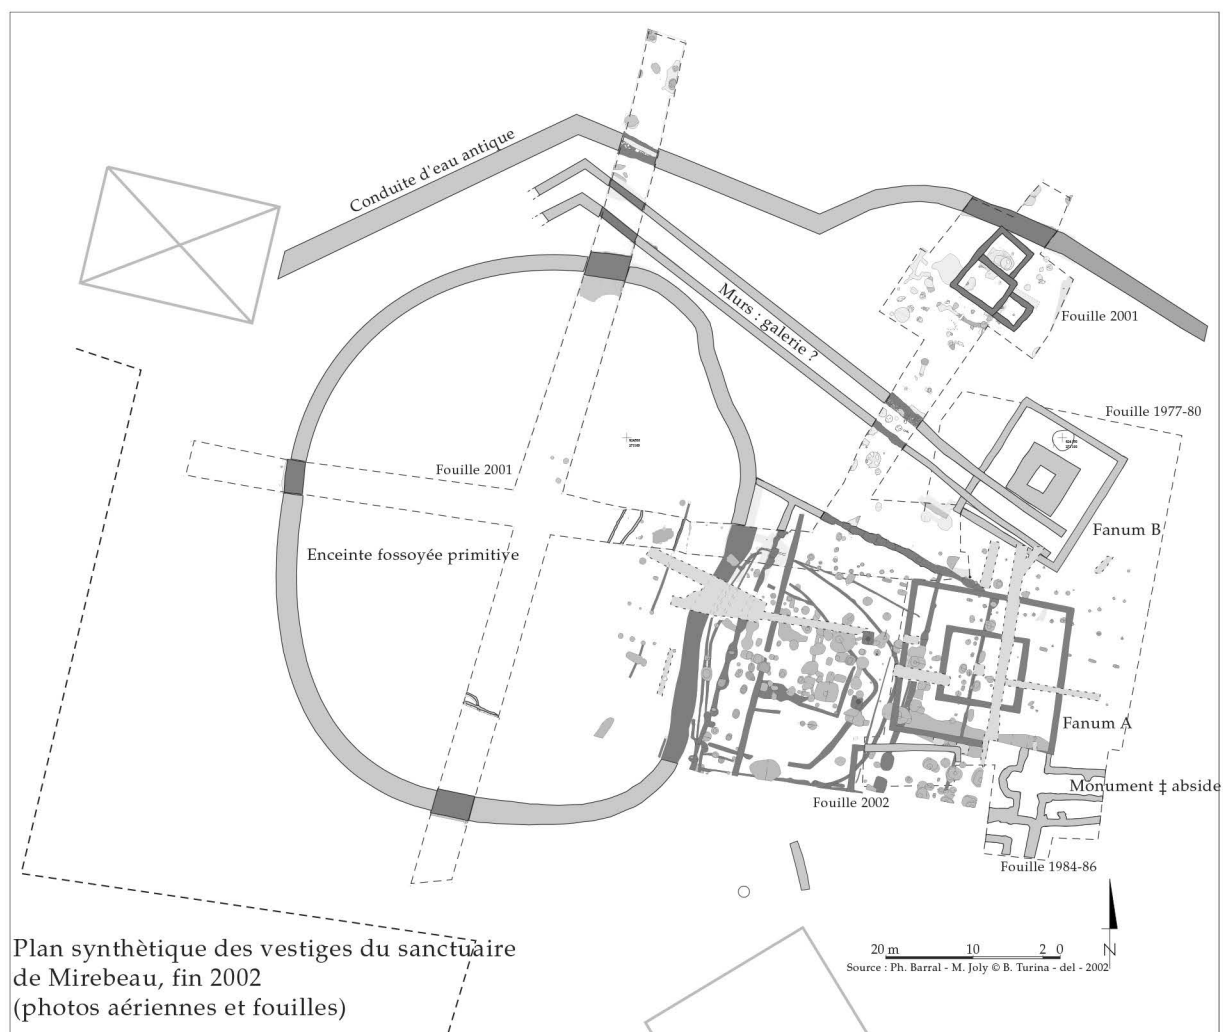 Conduite d'eau antique
Murs : galerie ?
Fouille 2001
Fouille 1977-80
Fouille 2001
Fanum B
Enceinte fossoyée primitive
Fanum A
Monument ‡ abside
Fouille 2002
Fouille 1984-86
Plan synthètique des vestiges du sanctuaire
de Mirebeau, fin 2002
(photos aériennes et fouilles)
20 m 10 2 0
N
Source : Ph. Barral - M. Joly © B. Turina - del - 2002